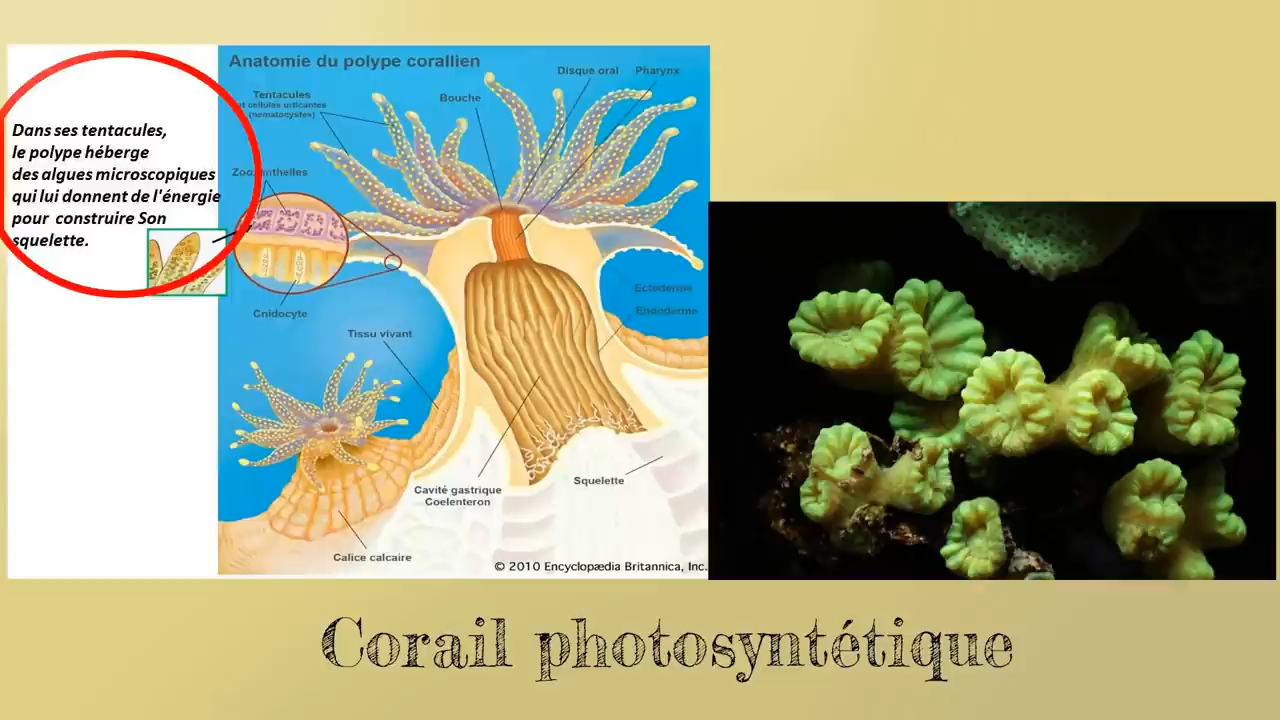 Dans ses tentacules,
le polype héberge
des algues microscopiques
qui lui donnent de l'énergie
pour construire Son
squelette.
Anatomie du polype corallien
Disque oral
Pharynx
Tentacules
et cellules urticantes
(nematocystes)
Bouche
Zooxanthelles
Cnidocyte
Ectoderme
Endoderme
Tissu vivant
Squelette
Cavité gastrique
Coelenteron
Calice calcaire
© 2010 Encyclopædia Britannica, Inc.
Corail photosyntétique